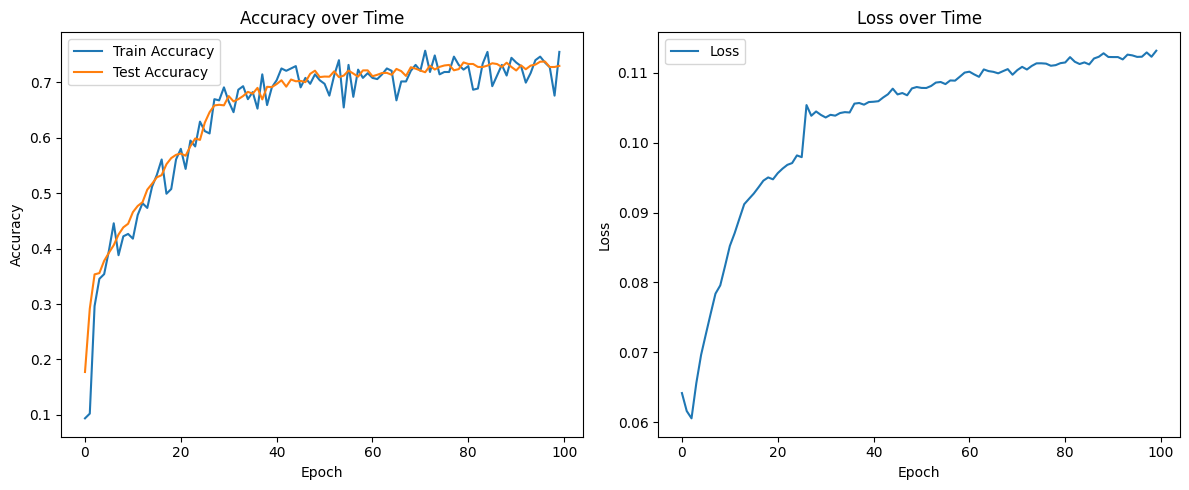 Accuracy over Time
Train Accuracy
Test Accuracy
0.7
0.6
0.5
0.4
0.3
0.2
0.1
Accuracy
0 20 40 60 80 100
Epoch
Loss over Time
Loss
0.11
0.10
0.09
0.08
0.07
0.06
Loss
0 20 40 60 80 100
Epoch